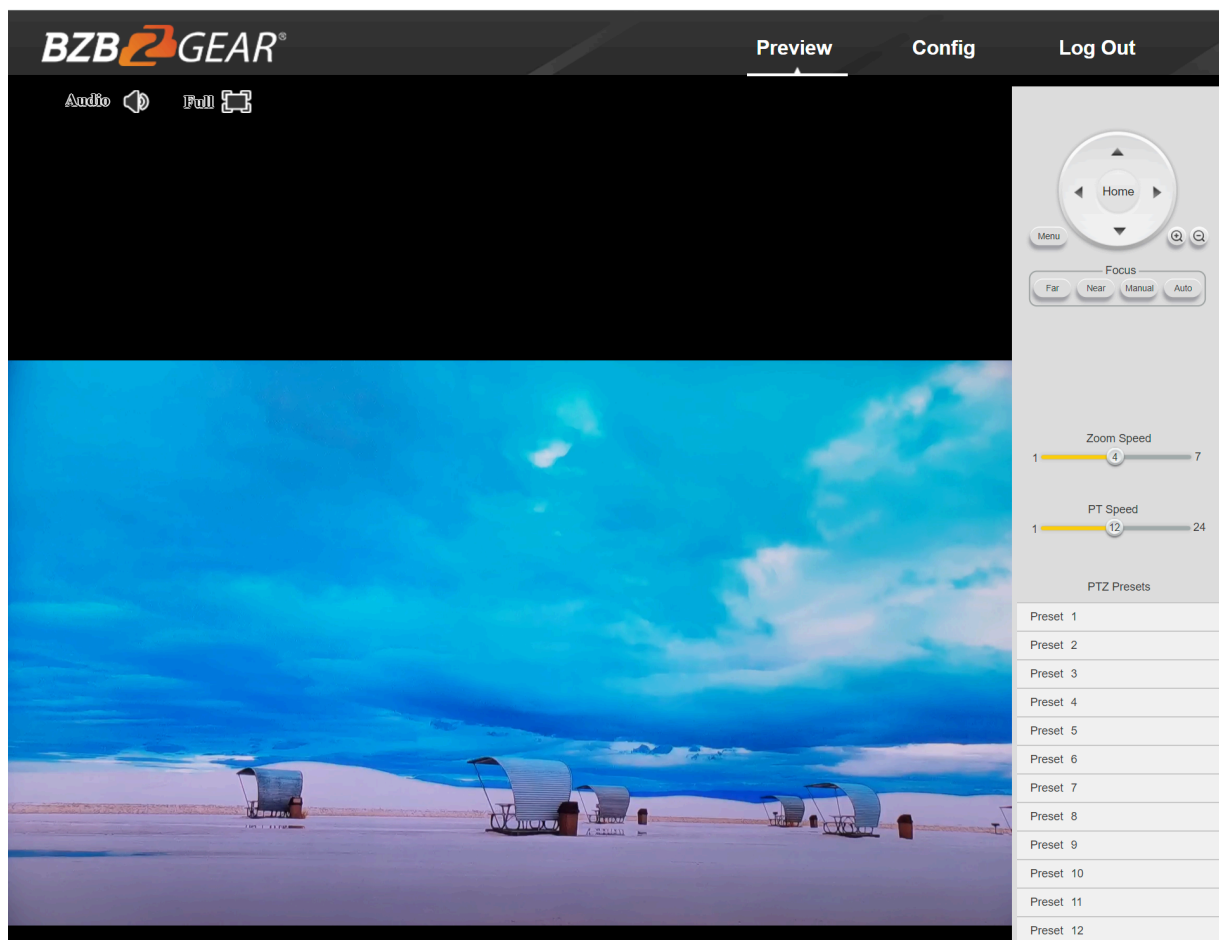 BZBGEAR®
Preview
Config
Log Out
Audio
Full
Home
Menu
Focus
Far
Near
Manual
Auto
Zoom Speed
1
4
7
PT Speed
1
12
24
PTZ Presets
Preset 1
Preset 2
Preset 3
Preset 4
Preset 5
Preset 6
Preset 7
Preset 8
Preset 9
Preset 10
Preset 11
Preset 12